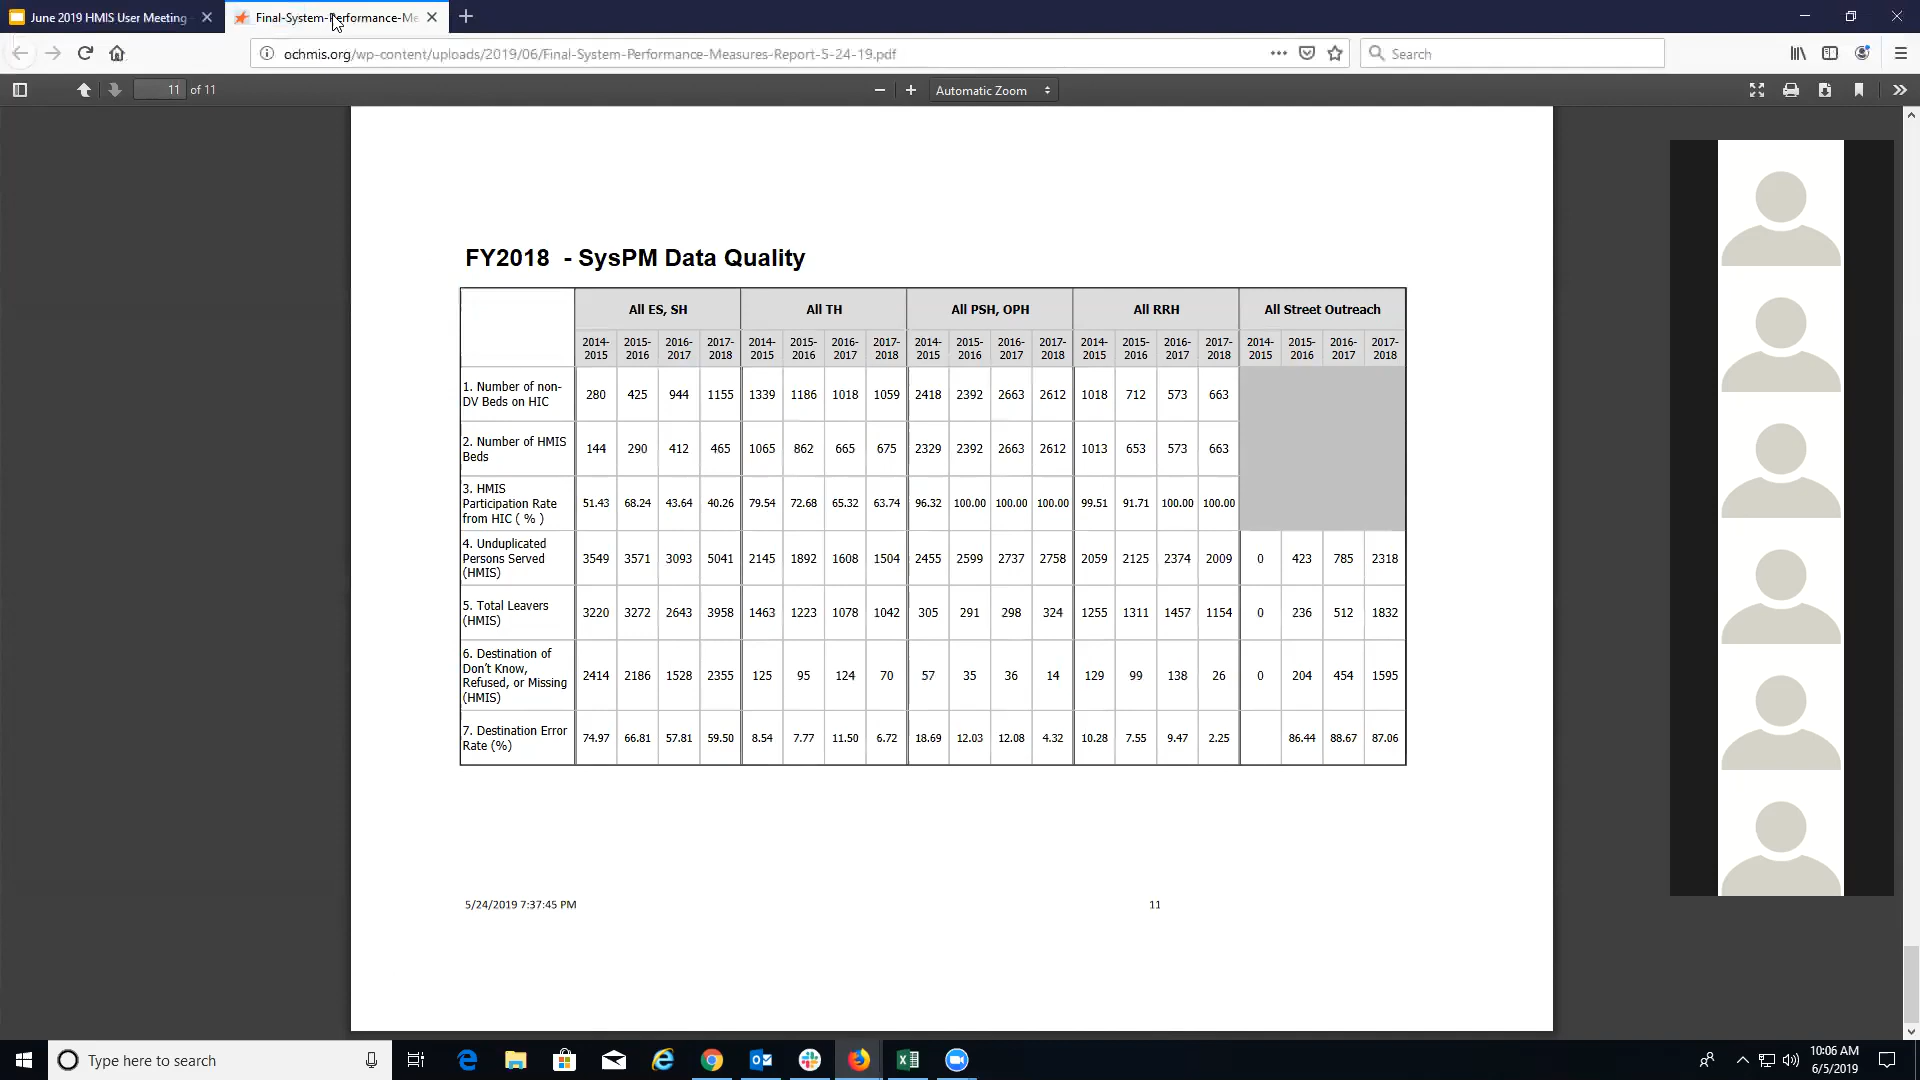 June 2019 HMIS User Meeting
Final-System-Performance-Me
ochmis.org/wp-content/uploads/2019/06/Final-System-Performance-Measures-Report-5-24-19.pdf
Search
11 of 11
Automatic Zoom
FY2018 - SysPM Data Quality
All ES, SH All TH All PSH, OPH All RRH All Street Outreach
2014- 2015- 2016- 2017- 2014- 2015- 2016- 2017- 2014- 2015- 2016- 2017- 2014- 2015- 2016- 2017- 2014- 2015- 2016- 2017-
2015 2016 2017 2018 2015 2016 2017 2018 2015 2016 2017 2018 2015 2016 2017 2018 2015 2016 2017 2018
1. Number of non-
DV Beds on HIC
280 425 944 1155 1339 1186 1018 1059 2418 2392 2663 2612 1018 712 573 663
2. Number of HMIS
Beds
144 290 412 465 1065 862 665 675 2329 2392 2663 2612 1013 653 573 663
3. HMIS
Participation Rate
from HIC ( % )
51.43 68.24 43.64 40.26 79.54 72.68 65.32 63.74 96.32 100.00 100.00 100.00 99.51 91.71 100.00 100.00
4. Unduplicated
Persons Served
(HMIS)
3549 3571 3093 5041 2145 1892 1608 1504 2455 2599 2737 2758 2059 2125 2374 2009 0 423 785 2318
5. Total Leavers
(HMIS)
3220 3272 2643 3958 1463 1223 1078 1042 305 291 298 324 1255 1311 1457 1154 0 236 512 1832
6. Destination of
Don't Know,
Refused, or Missing
(HMIS)
2414 2186 1528 2355 125 95 124 70 57 35 36 14 129 99 138 26 0 204 454 1595
7. Destination Error
Rate (%)
74.97 66.81 57.81 59.50 8.54 7.77 11.50 6.72 18.69 12.03 12.08 4.32 10.28 7.55 9.47 2.25 86.44 88.67 87.06
5/24/2019 7:37:45 PM 11
Type here to search
10:06 AM
6/5/2019